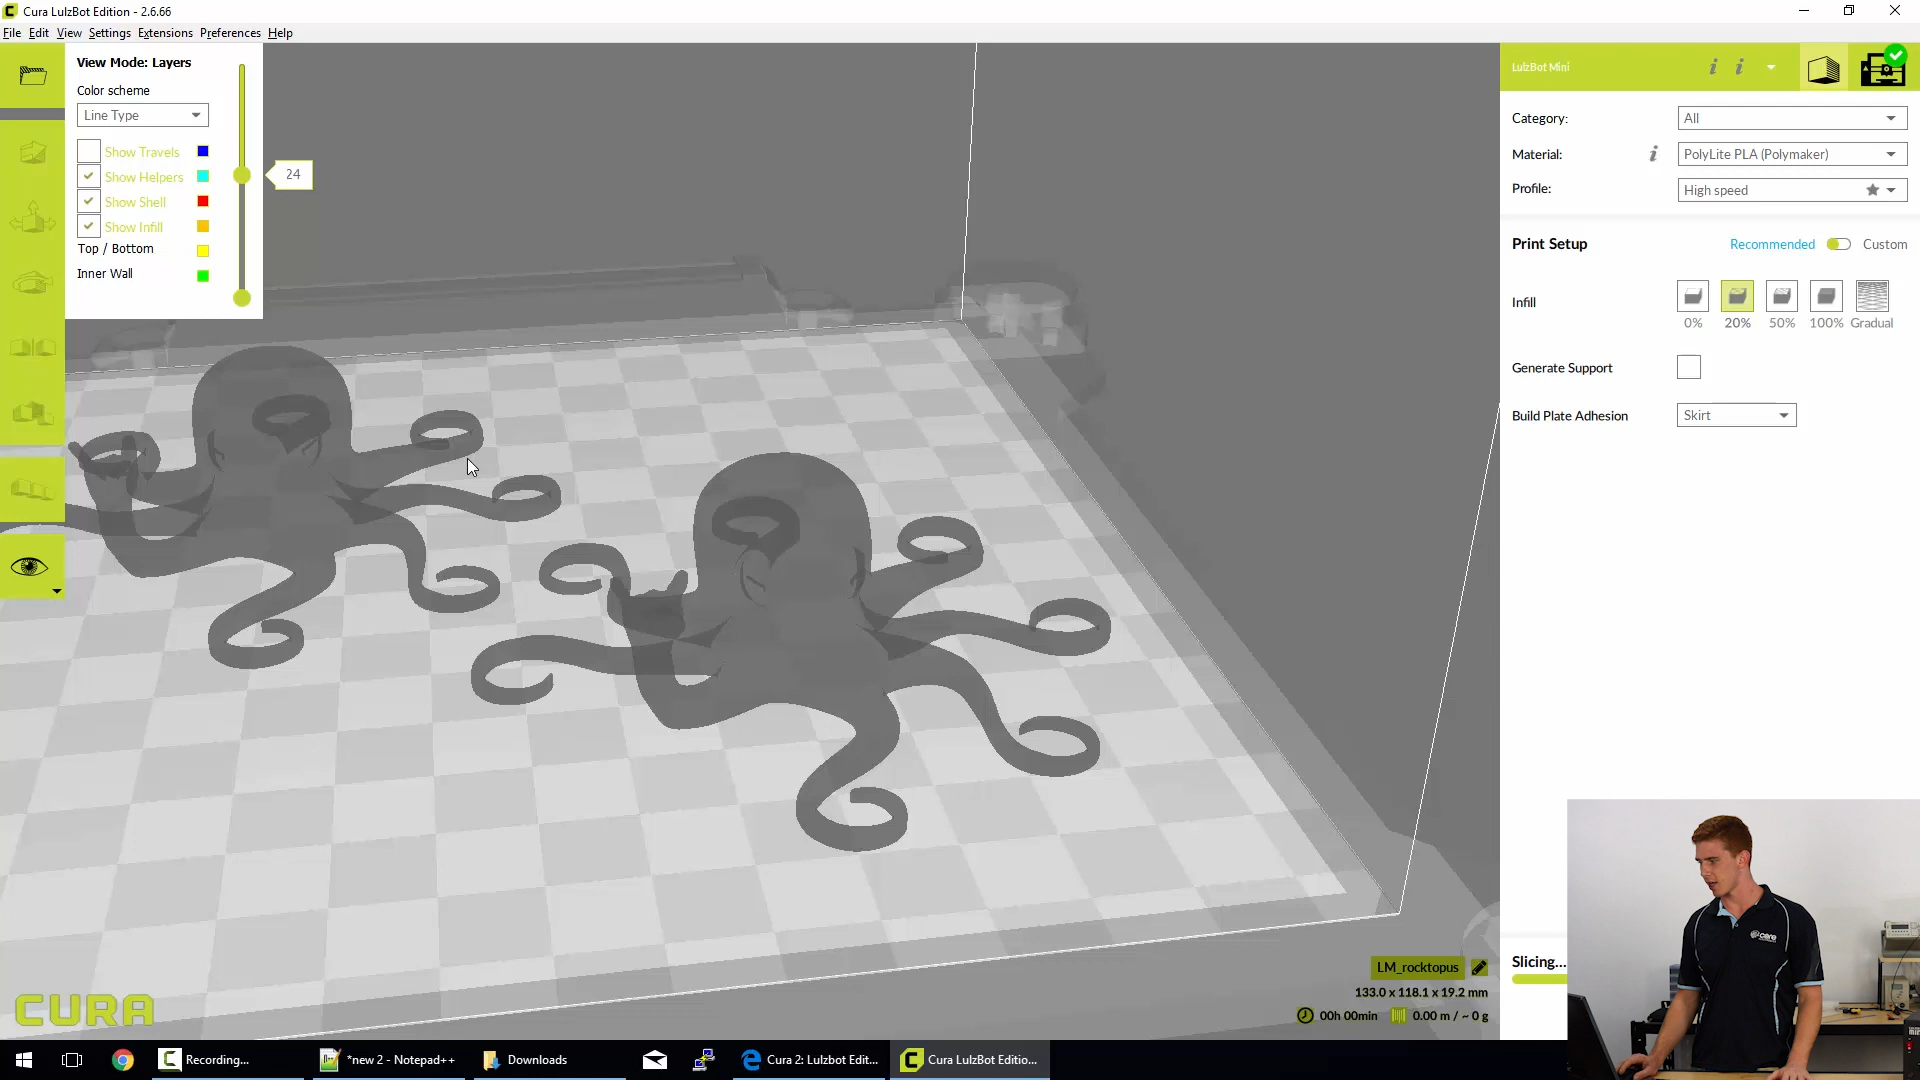 Cura LulzBot Edition - 2.6.66
File Edit View Settings Extensions Preferences Help
View Mode: Layers
Color scheme
Line Type
Show Travels
Show Helpers
Show Shell
Show Infill
Top / Bottom
Inner Wall
24
LulzBot Mini
Category: All
Material: PolyLite PLA (Polymaker)
Profile: High speed
Print Setup Recommended Custom
Infill
0% 20% 50% 100% Gradual
Generate Support
Build Plate Adhesion Skirt
Slicing...
LM_rocktopus
133.0 x 118.1 x 19.2 mm
00h 00min 0.00 m / ~ 0 g
CURA
core
Recording...
*new 2 - Notepad++
Downloads
Cura 2: Lulzbot Edit...
Cura LulzBot Editio...